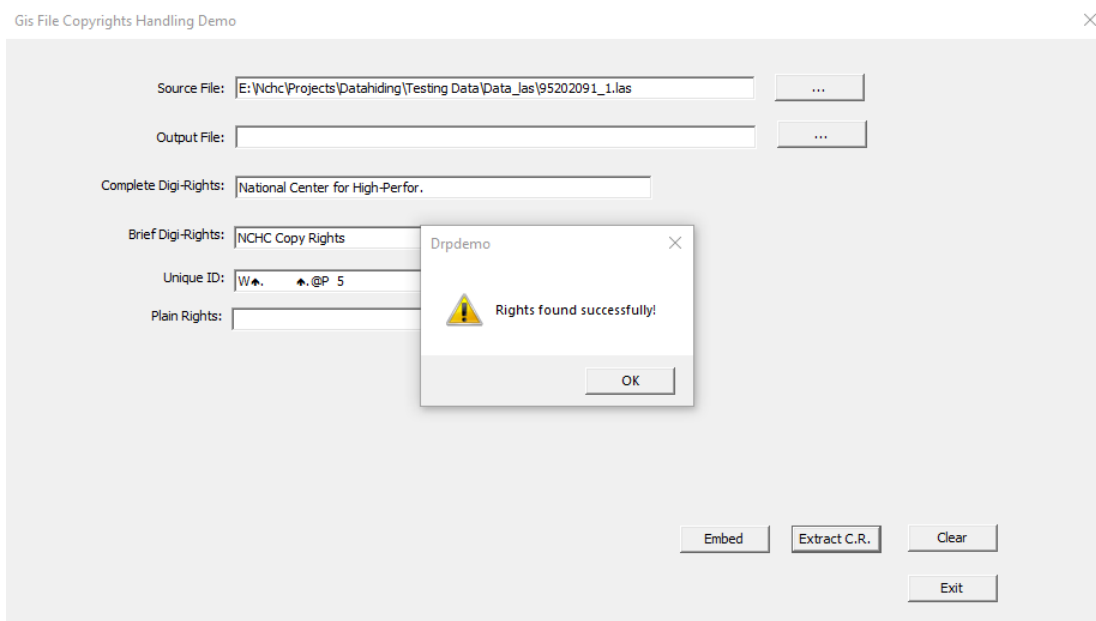 Gis File Copyrights Handling Demo
Source File: E:\Nchc\Projects\Datahiding\Testing Data\Data_las\95202091_1.las ...
Output File: ...
Complete Digi-Rights: National Center for High-Perfor.
Brief Digi-Rights: NCHC Copy Rights
Unique ID: W♠. ♠.@P 5
Plain Rights:
Drpdemo
Rights found successfully!
OK
Embed Extract C.R. Clear
Exit